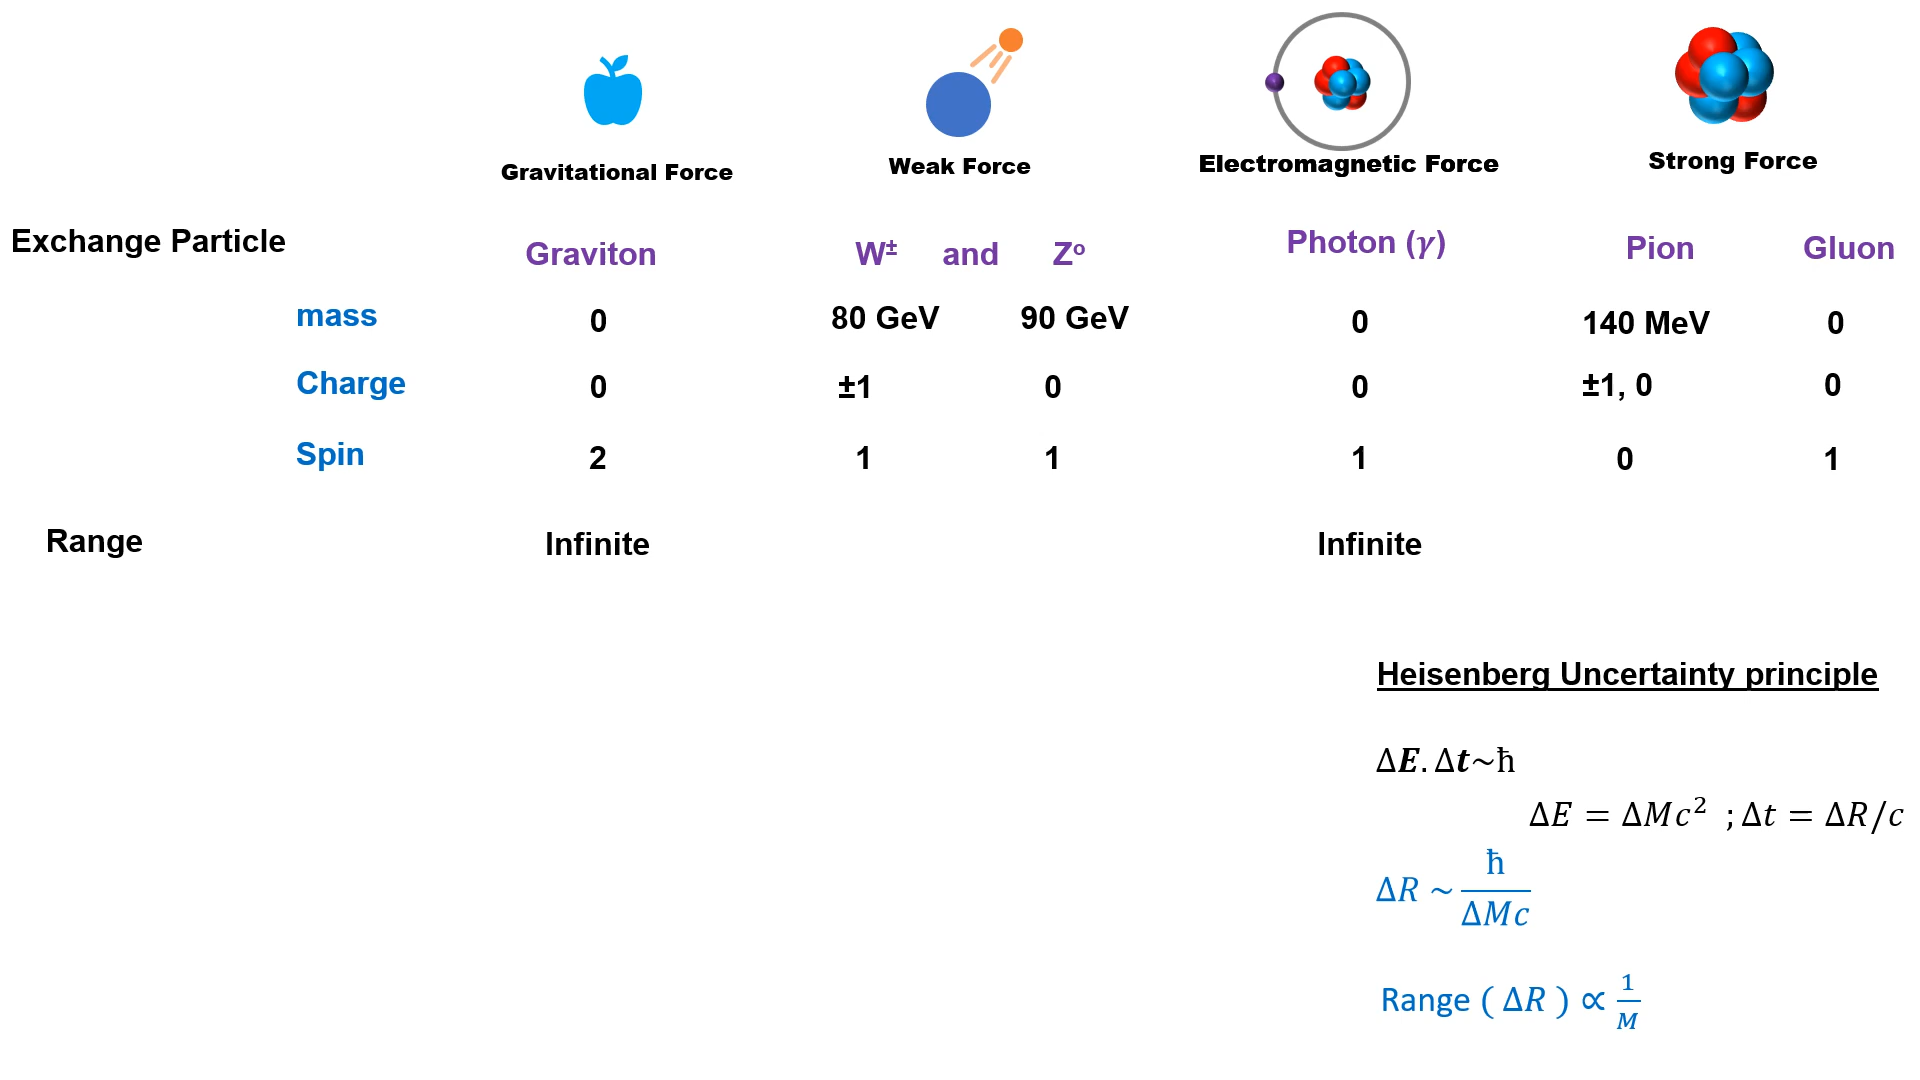 Gravitational Force Weak Force Electromagnetic Force Strong Force
Exchange Particle Graviton W± and Z⁰ Photon (γ) Pion Gluon
mass 0 80 GeV 90 GeV 0 140 MeV 0
Charge 0 ±1 0 0 ±1, 0 0
Spin 2 1 1 1 0 1
Range Infinite Infinite
Heisenberg Uncertainty principle
ΔE. Δt~ħ
ΔE = ΔMc² ; Δt = ΔR/c
ΔR ~ ħ/ΔMc
Range ( ΔR ) ∝ 1/M